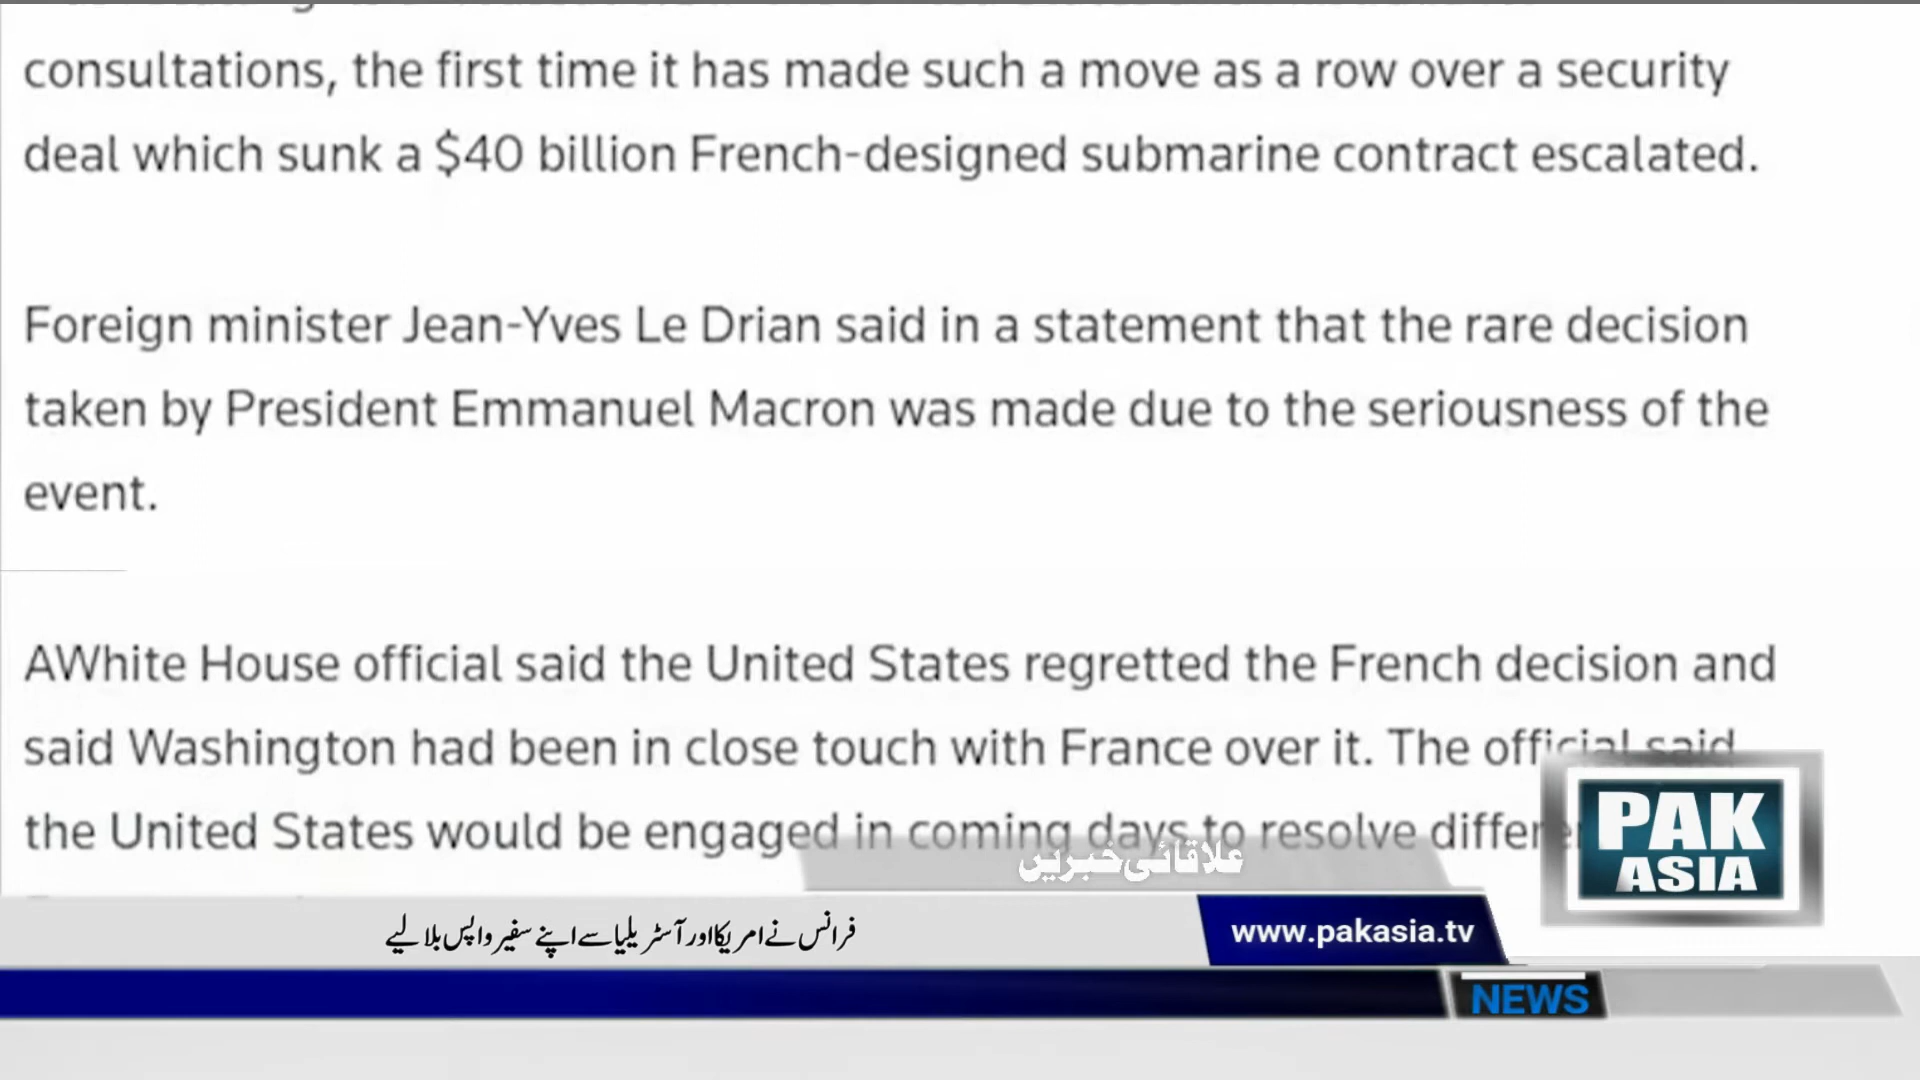 consultations, the first time it has made such a move as a row over a security
deal which sunk a $40 billion French-designed submarine contract escalated.
Foreign minister Jean-Yves Le Drian said in a statement that the rare decision
taken by President Emmanuel Macron was made due to the seriousness of the
event.
AWhite House official said the United States regretted the French decision and
said Washington had been in close touch with France over it. The official said
the United States would be engaged in coming days to resolve differe
PAK
ASIA
علاقائی خبریں
فرانس نے امریکا اور آسٹریلیا سے اپنے سفیر واپس بلا لیے
www.pakasia.tv
NEWS